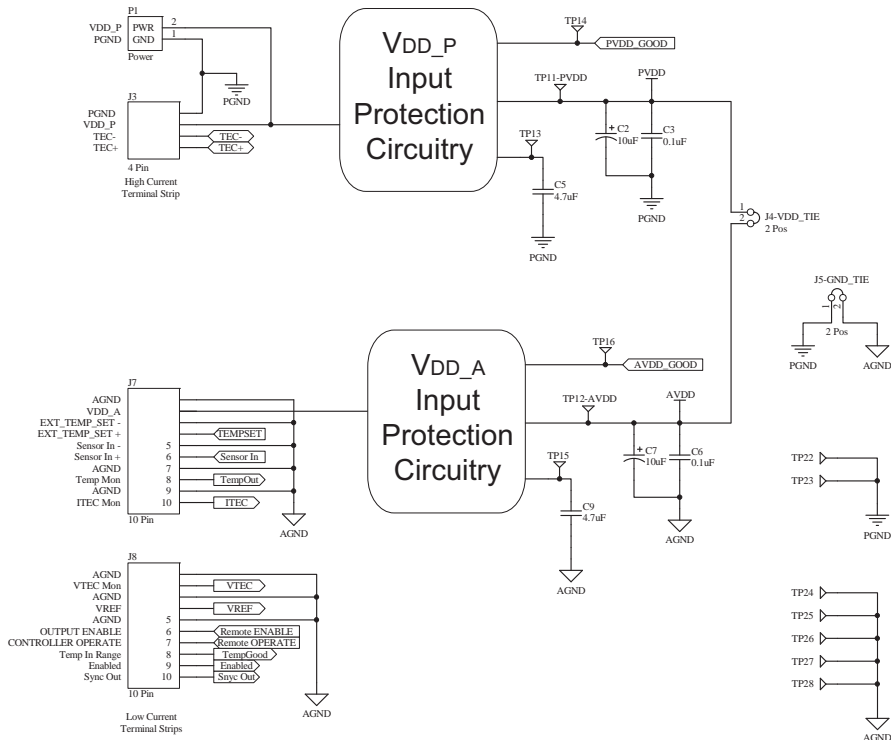 P1
VDD_P
PGND
PWR
GND
2
1
Power
PGND
J3
PGND
VDD_P
TEC-
TEC+
TEC-
TEC+
4 Pin
High Current
Terminal Strip
VDD_P
Input
Protection
Circuitry
TP14
PVDD_GOOD
TP11-PVDD
PVDD
C2
10uF
C3
0.1uF
TP13
C5
4.7uF
PGND
PGND
1
2
J4-VDD_TIE
2 Pos
J5-GND_TIE
1
2
2 Pos
PGND
AGND
J7
AGND
VDD_A
EXT_TEMP_SET -
EXT_TEMP_SET +
TEMPSET
Sensor In -
5
Sensor In +
6
Sensor In
AGND
7
Temp Mon
8
TempOut
AGND
9
ITEC Mon
10
ITEC
10 Pin
AGND
VDD_A
Input
Protection
Circuitry
TP16
AVDD_GOOD
TP12-AVDD
AVDD
C7
10uF
C6
0.1uF
TP15
C9
4.7uF
AGND
AGND
TP22
TP23
PGND
J8
AGND
VTEC Mon
VTEC
AGND
VREF
VREF
AGND
5
OUTPUT ENABLE
6
Remote ENABLE
CONTROLLER OPERATE
7
Remote OPERATE
Temp In Range
8
TempGood
Enabled
9
Enabled
Sync Out
10
Snyc Out
10 Pin
Low Current
Terminal Strips
AGND
TP24
TP25
TP26
TP27
TP28
AGND